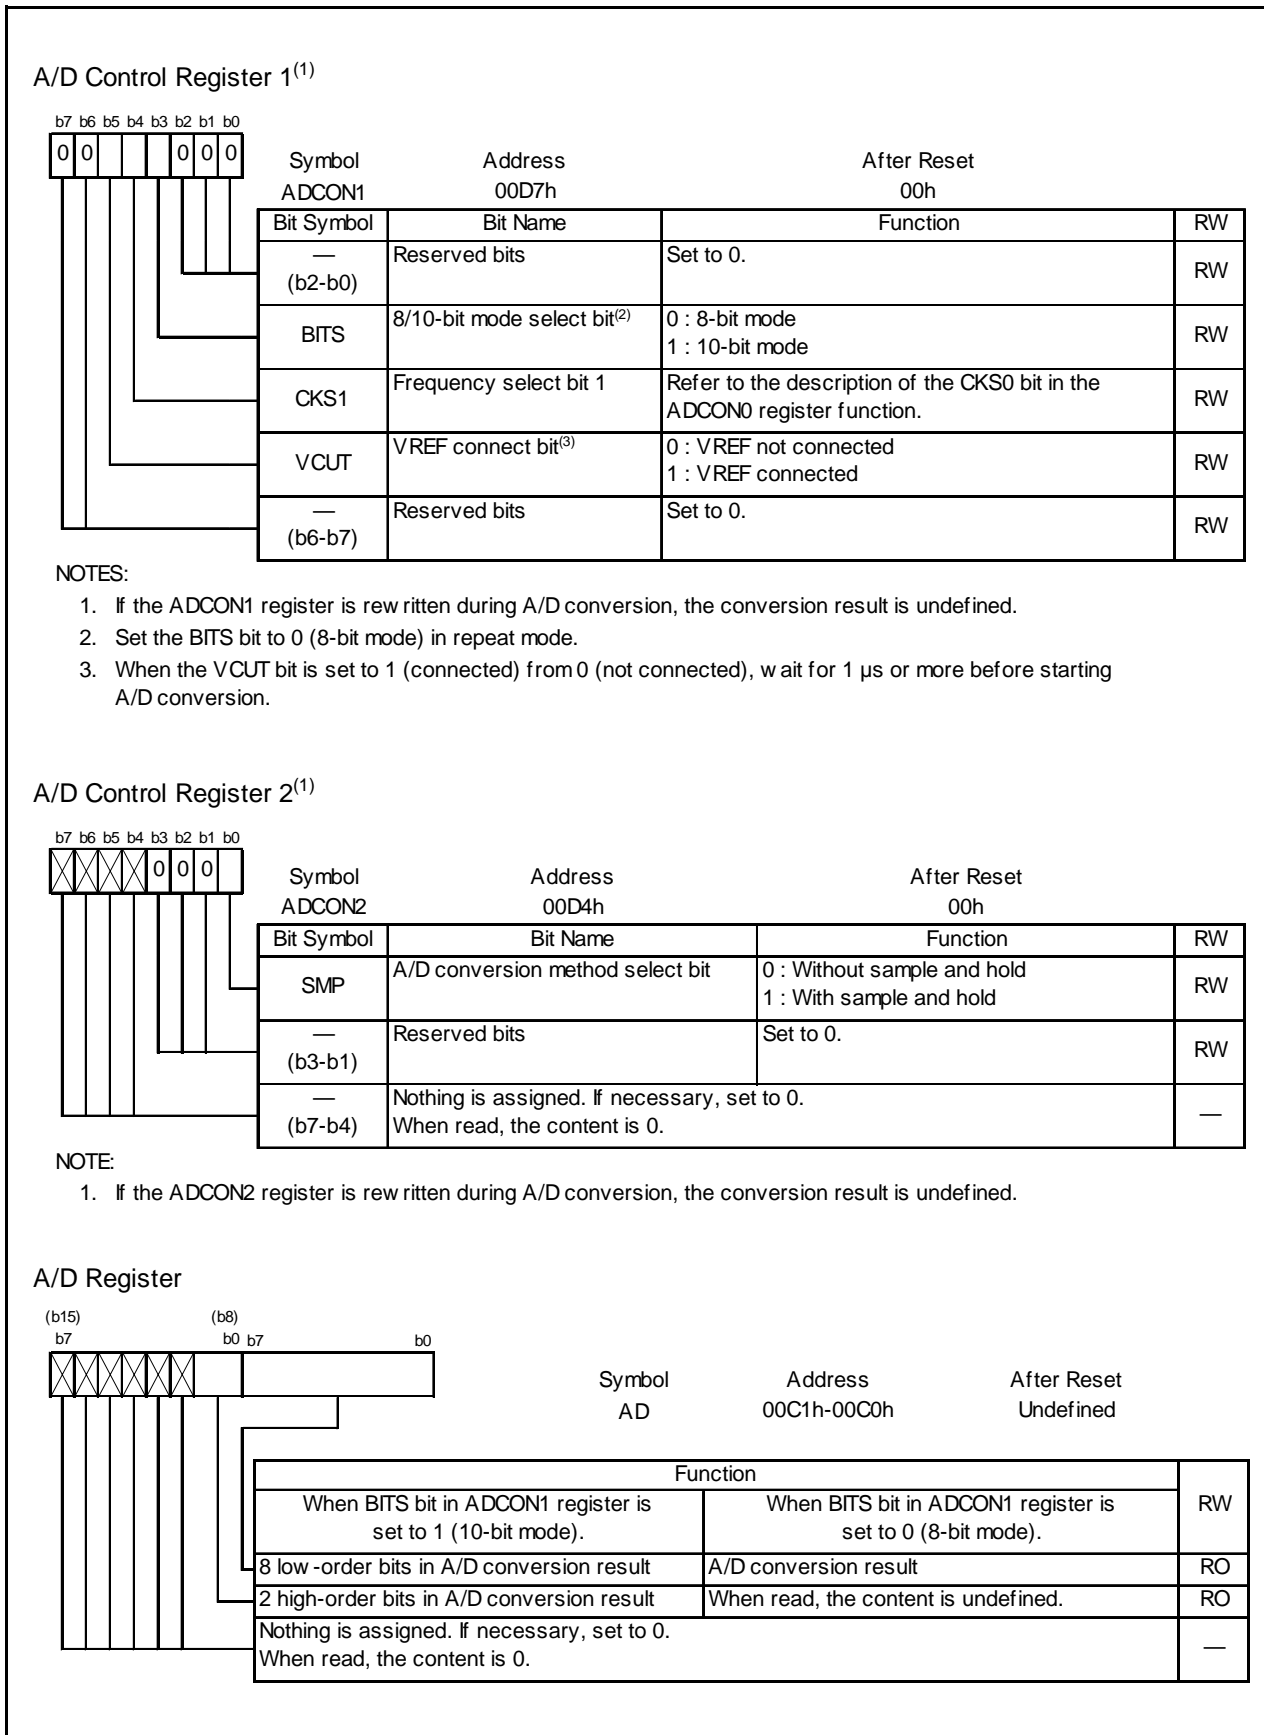 A/D Control Register 1(1)
b7 b6 b5 b4 b3 b2 b1 b0
0 0 0 0 0
Symbol Address After Reset
ADCON1 00D7h 00h
Bit Symbol Bit Name Function RW
— (b2-b0) Reserved bits Set to 0. RW
BITS 8/10-bit mode select bit(2) 0 : 8-bit mode
1 : 10-bit mode RW
CKS1 Frequency select bit 1 Refer to the description of the CKS0 bit in the
ADCON0 register function. RW
VCUT VREF connect bit(3) 0 : VREF not connected
1 : VREF connected RW
— (b6-b7) Reserved bits Set to 0. RW
NOTES:
1. If the ADCON1 register is rewritten during A/D conversion, the conversion result is undefined.
2. Set the BITS bit to 0 (8-bit mode) in repeat mode.
3. When the VCUT bit is set to 1 (connected) from 0 (not connected), wait for 1 µs or more before starting
A/D conversion.
A/D Control Register 2(1)
b7 b6 b5 b4 b3 b2 b1 b0
0 0 0
Symbol Address After Reset
ADCON2 00D4h 00h
Bit Symbol Bit Name Function RW
SMP A/D conversion method select bit 0 : Without sample and hold
1 : With sample and hold RW
— (b3-b1) Reserved bits Set to 0. RW
— (b7-b4) Nothing is assigned. If necessary, set to 0.
When read, the content is 0. —
NOTE:
1. If the ADCON2 register is rewritten during A/D conversion, the conversion result is undefined.
A/D Register
(b15) (b8)
b7 b0 b7 b0
Symbol Address After Reset
AD 00C1h-00C0h Undefined
Function RW
When BITS bit in ADCON1 register is
set to 1 (10-bit mode).
When BITS bit in ADCON1 register is
set to 0 (8-bit mode).
8 low-order bits in A/D conversion result A/D conversion result RO
2 high-order bits in A/D conversion result When read, the content is undefined. RO
Nothing is assigned. If necessary, set to 0.
When read, the content is 0. —